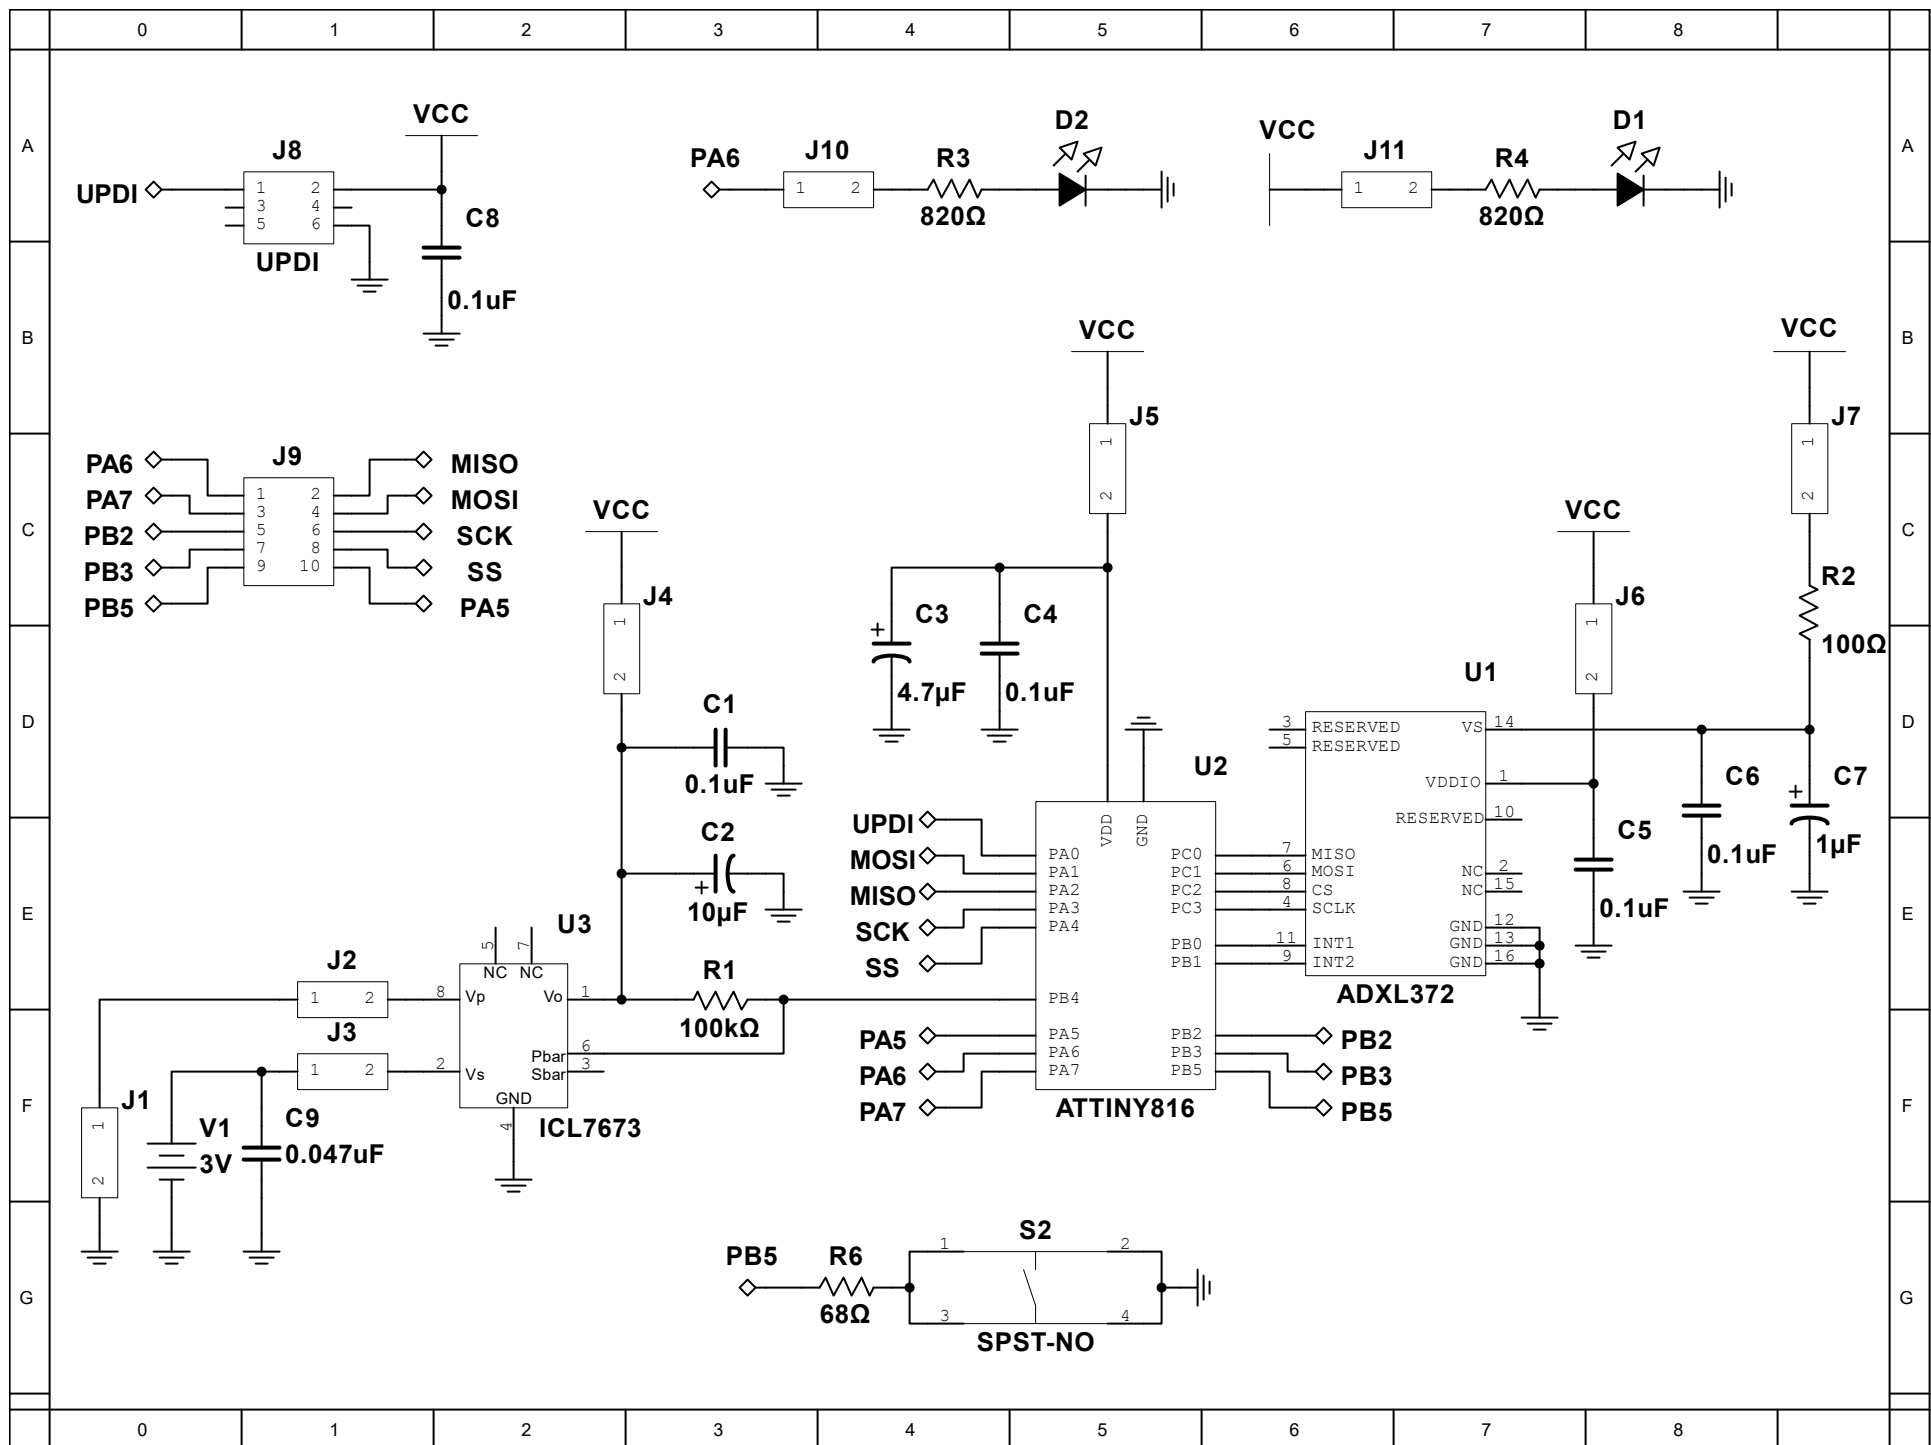 0 1 2 3 4 5 6 7 8
A A
VCC
J8
UPDI
1 2
3 4
5 6
UPDI
C8
0.1uF
PA6
J10
1 2
R3
820Ω
D2
VCC
J11
1 2
R4
820Ω
D1
B B
PA6
PA7
PB2
PB3
PB5
J9
1 2
3 4
5 6
7 8
9 10
MISO
MOSI
SCK
SS
PA5
C C
VCC
J4
1
2
C1
0.1uF
C2
+
10µF
VCC
J5
1
2
+
C3
4.7µF
C4
0.1uF
VCC
J6
1
2
VCC
J7
1
2
R2
100Ω
D D
U1
3 RESERVED VS 14
5 RESERVED
VDDIO 1
RESERVED 10
7 MISO
6 MOSI NC 2
8 CS NC 15
4 SCLK
GND 12
11 INT1 GND 13
9 INT2 GND 16
ADXL372
C5
0.1uF
C6
0.1uF
+
C7
1µF
U2
UPDI
MOSI
MISO
SCK
SS
VDD GND
PA0 PC0
PA1 PC1
PA2 PC2
PA3 PC3
PA4
PB0
PB1
PB4
PA5 PB2
PA6 PB3
PA7 PB5
ATTINY816
PA5
PA6
PA7
PB2
PB3
PB5
E E
U3
5 7
NC NC
8 Vp Vo 1
Pbar 6
2 Vs Sbar 3
GND
4
ICL7673
R1
100kΩ
J2
1 2
J3
1 2
F F
J1
1
2
V1
3V
C9
0.047uF
G G
PB5
R6
68Ω
S2
1 2
3 4
SPST-NO
0 1 2 3 4 5 6 7 8